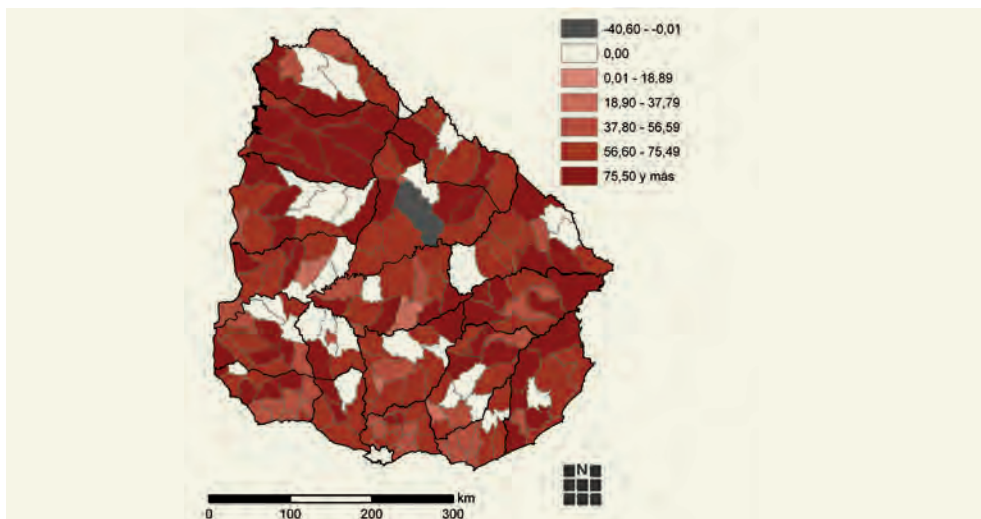 -40,60 - -0,01
0,00
0,01 - 18,89
18,90 - 37,79
37,80 - 56,59
56,60 - 75,49
75,50 y más
N
km
0 100 200 300